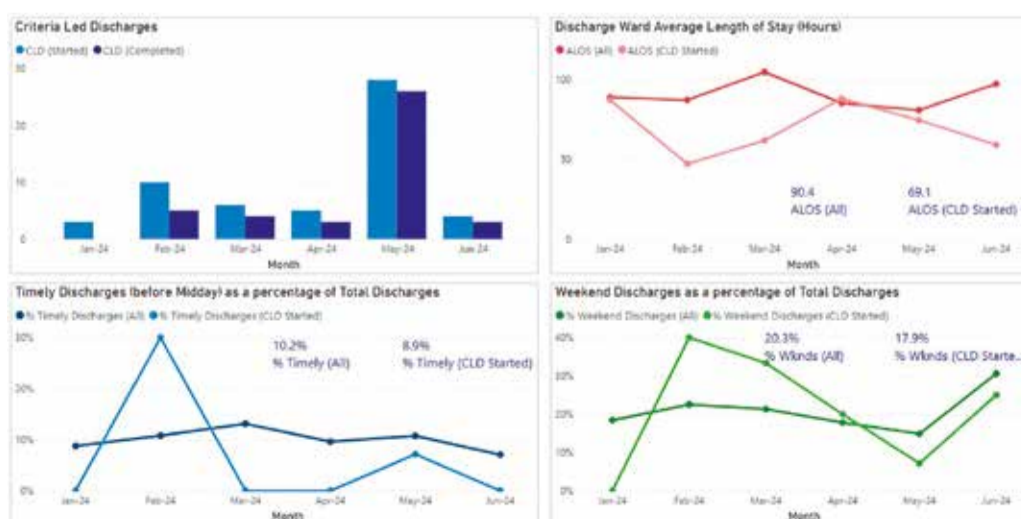 Criteria Led Discharges
CLD (Started) CLD (Completed)
30
20
10
0
Jan-24 Feb-24 Mar-24 Apr-24 May-24 Jun-24
Month
Discharge Ward Average Length of Stay (Hours)
ALOS (All) ALOS (CLD Started)
100
50
0
90.4 69.1
ALOS (All) ALOS (CLD Started)
Jan-24 Feb-24 Mar-24 Apr-24 May-24 Jun-24
Month
Timely Discharges (before Midday) as a percentage of Total Discharges
% Timely Discharges (All) % Timely Discharges (CLD Started)
30%
20%
10%
0%
10.2% 8.9%
% Timely (All) % Timely (CLD Started)
Jan-24 Feb-24 Mar-24 Apr-24 May-24 Jun-24
Month
Weekend Discharges as a percentage of Total Discharges
% Weekend Discharges (All) % Weekend Discharges (CLD Started)
40%
30%
20%
10%
0%
20.3% 17.9%
% Wknds (All) % Wknds (CLD Starte...
Jan-24 Feb-24 Mar-24 Apr-24 May-24 Jun-24
Month